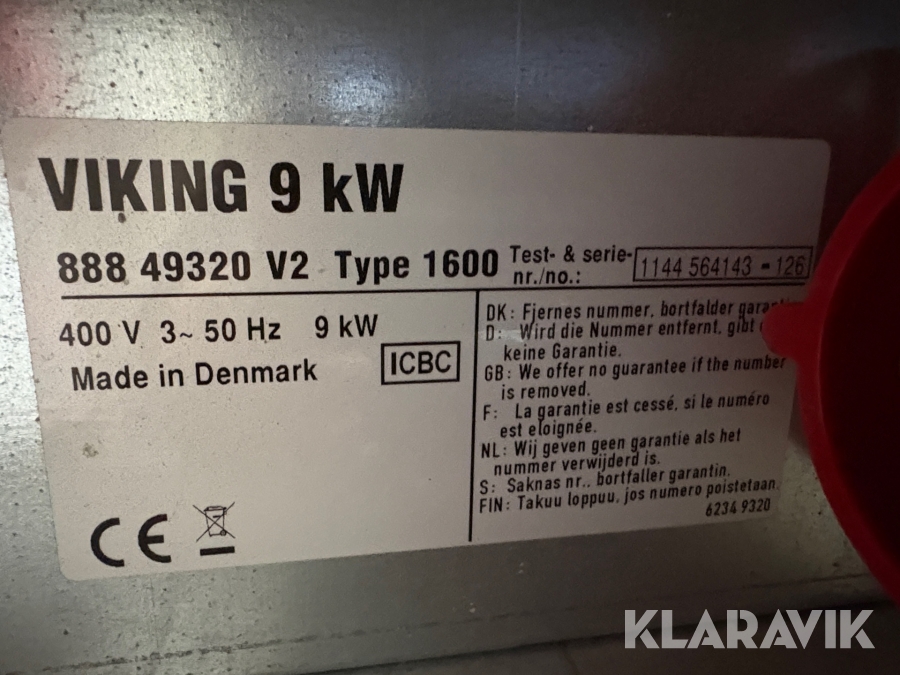 VIKING 9 kW
888 49320 V2 Type 1600
Test- & serie-
nr./no.:
1144 564143 - 126
400 V 3~ 50 Hz 9 kW
Made in Denmark
ICBC
DK: Fjernes nummer, bortfalder
D: Wird die Nummer entfernt, gibt
keine Garantie.
GB: We offer no guarantee if the number
is removed.
F: La garantie est cessé, si le numéro
est eloignée.
NL: Wij geven geen garantie als het
nummer verwijderd is.
S: Saknas nr., bortfaller garantin.
FIN: Takuu loppuu, jos numero poistetaan.
6234 9320
CE
KLARAVIK